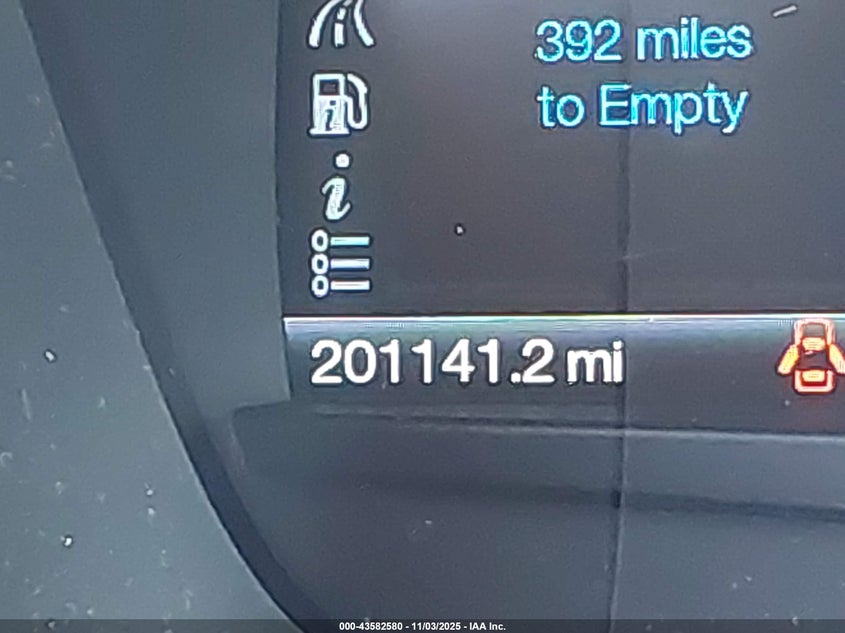 392 miles
to Empty
201141.2 mi
000-43582580 - 11/03/2025 - IAA Inc.